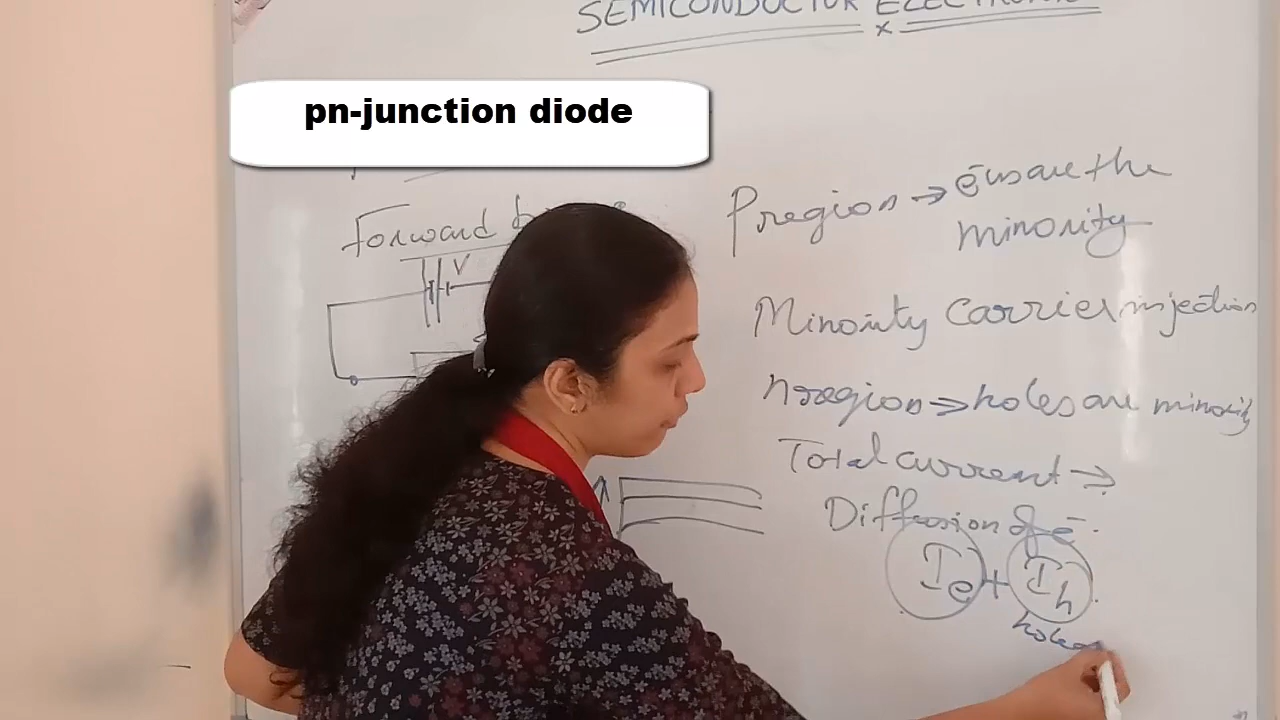 SEMICONDUCTOR ELECTRONIC
pn-junction diode
Forward
V
P region → ē's are the
minority
Minority carrier injection
n region → holes are minority
Total current ⇒
Diffusion of ē.
Ie + Ih
holes